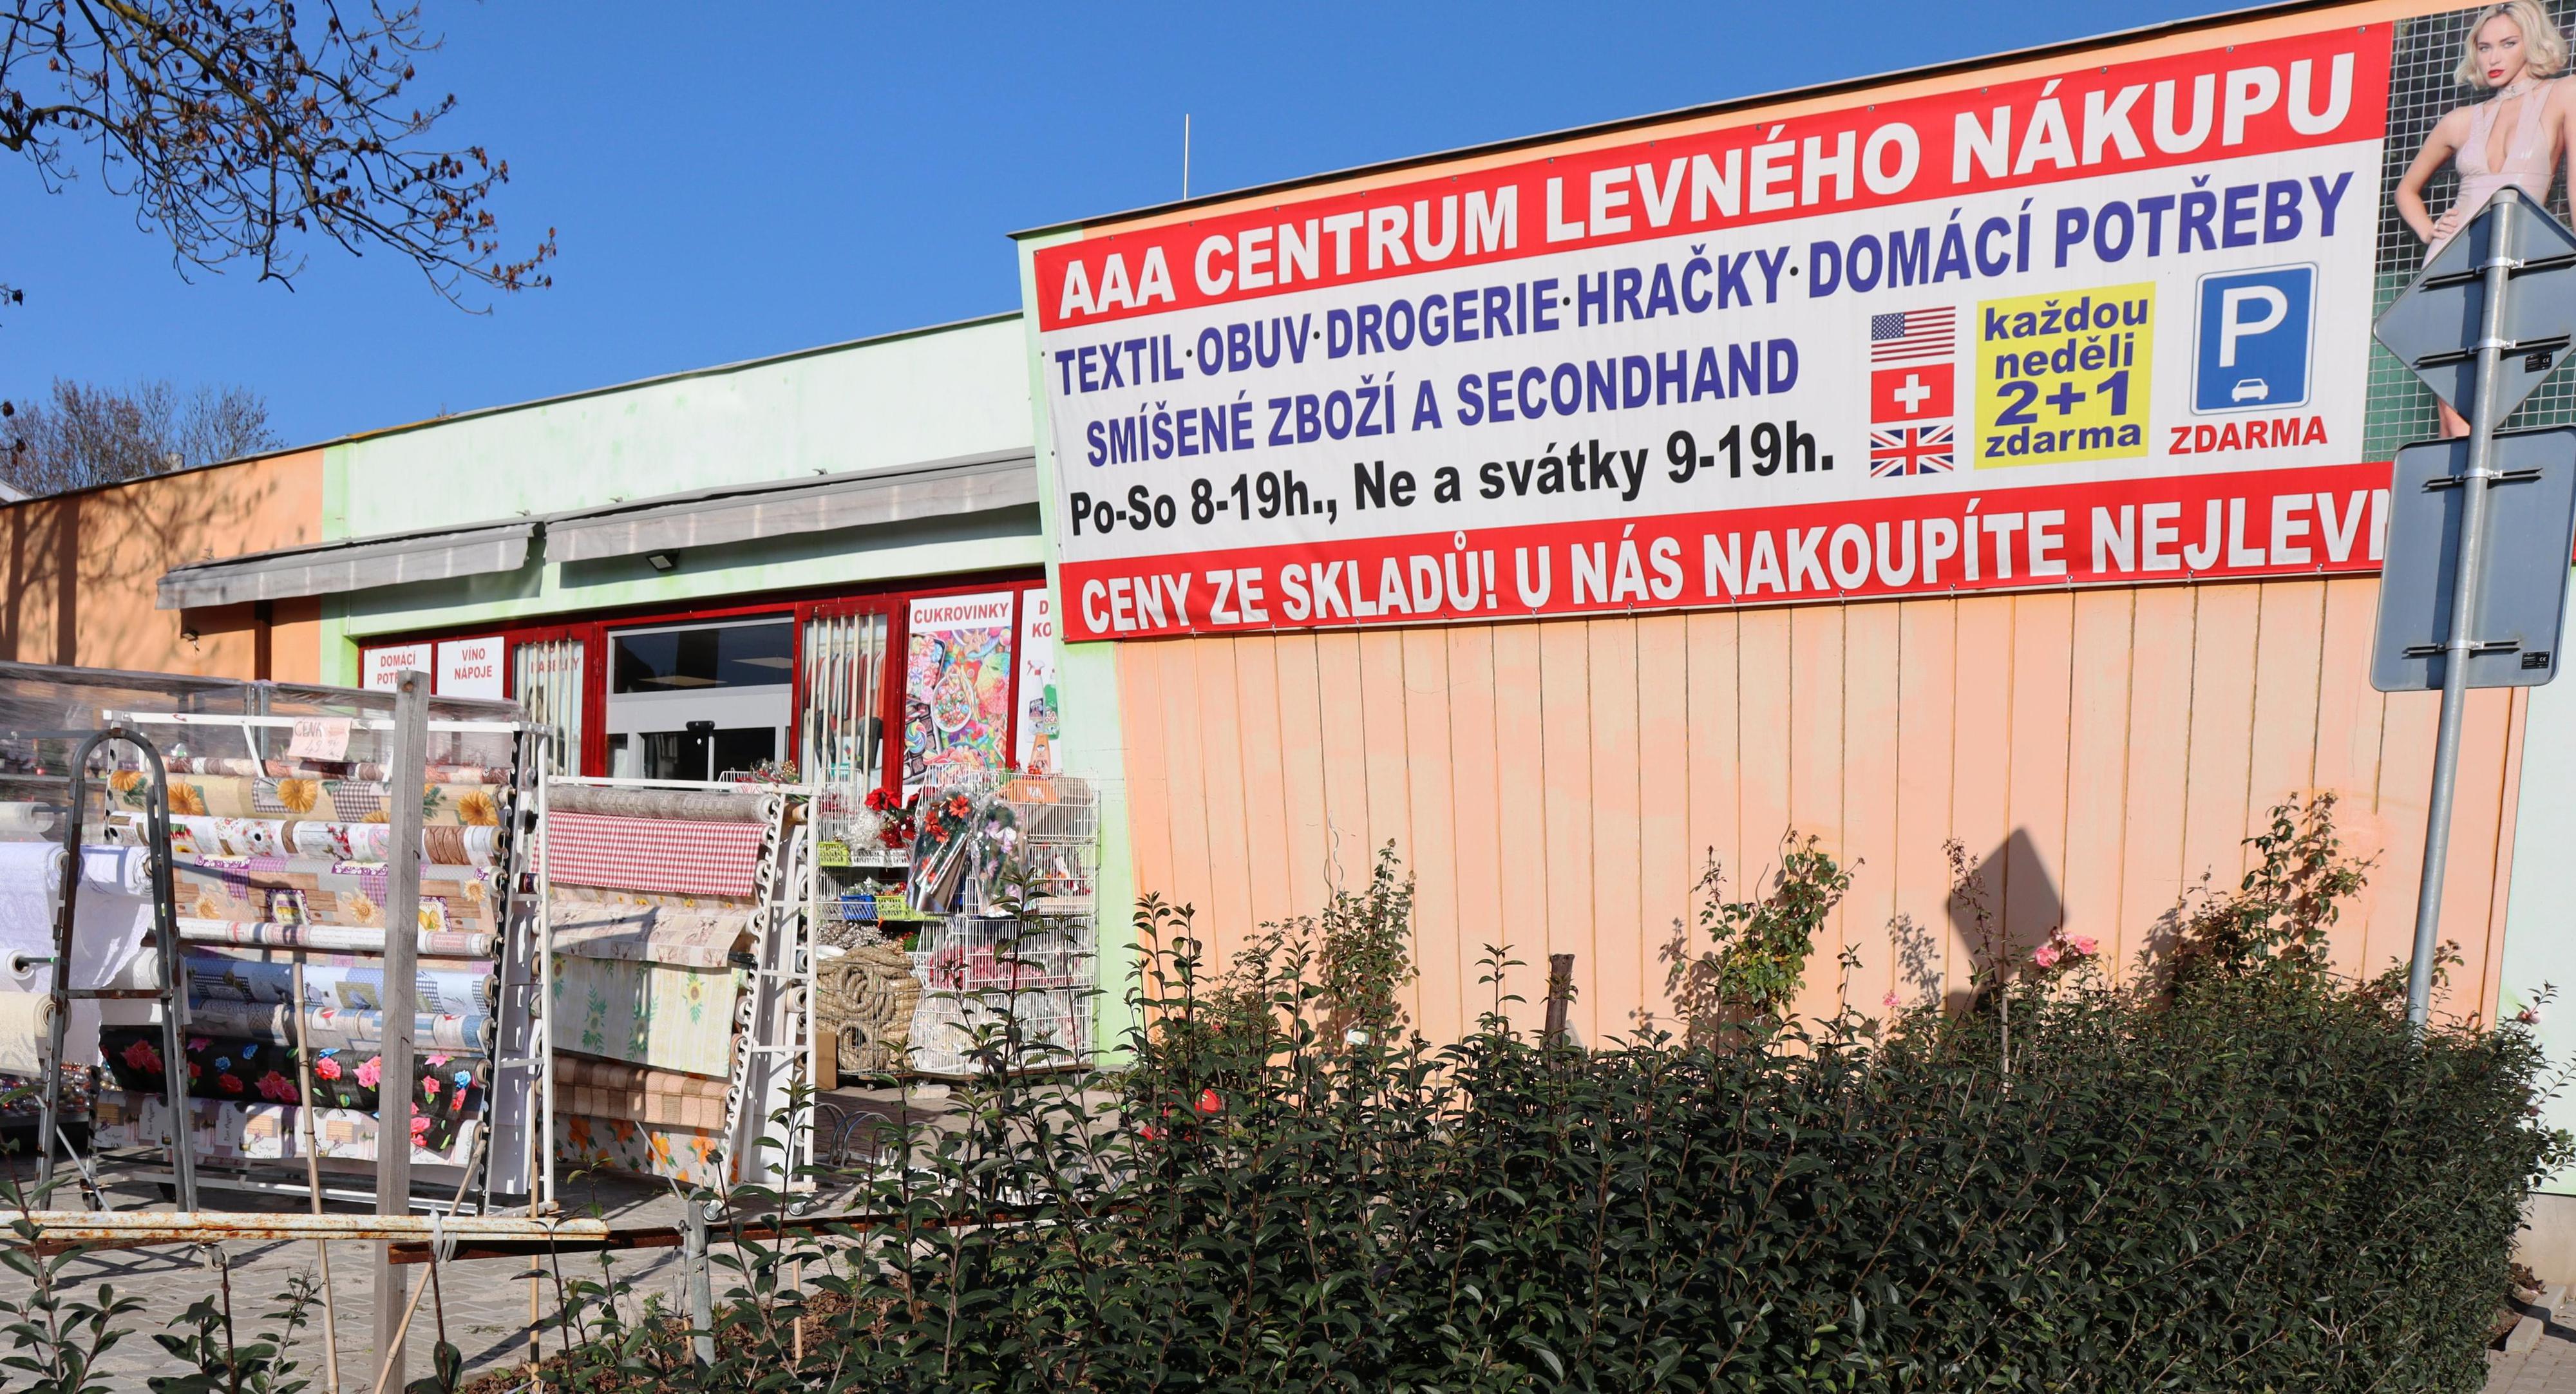 AAA CENTRUM LEVNÉHO NÁKUPU
TEXTIL·OBUV·DROGERIE·HRAČKY·DOMÁCÍ POTŘEBY
SMÍŠENÉ ZBOŽÍ A SECONDHAND
Po-So 8-19h., Ne a svátky 9-19h.
každou
neděli
2+1
zdarma
P
ZDARMA
CENY ZE SKLADŮ! U NÁS NAKOUPÍTE
DOMÁCÍ
VÍNO
NÁPOJE
CUKROVINKY
CENA